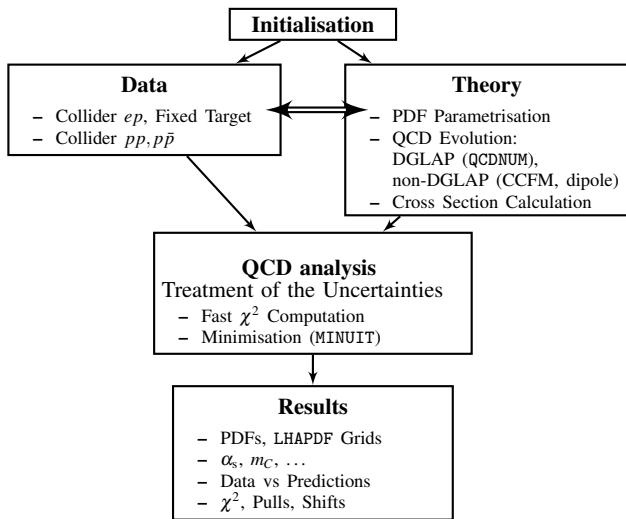 Initialisation
Data
– Collider ep, Fixed Target
– Collider pp, pp̄
Theory
– PDF Parametrisation
– QCD Evolution:
DGLAP (QCDNUM),
non-DGLAP (CCFM, dipole)
– Cross Section Calculation
QCD analysis
Treatment of the Uncertainties
– Fast χ² Computation
– Minimisation (MINUIT)
Results
– PDFs, LHAPDF Grids
– αₛ, m_C, …
– Data vs Predictions
– χ², Pulls, Shifts